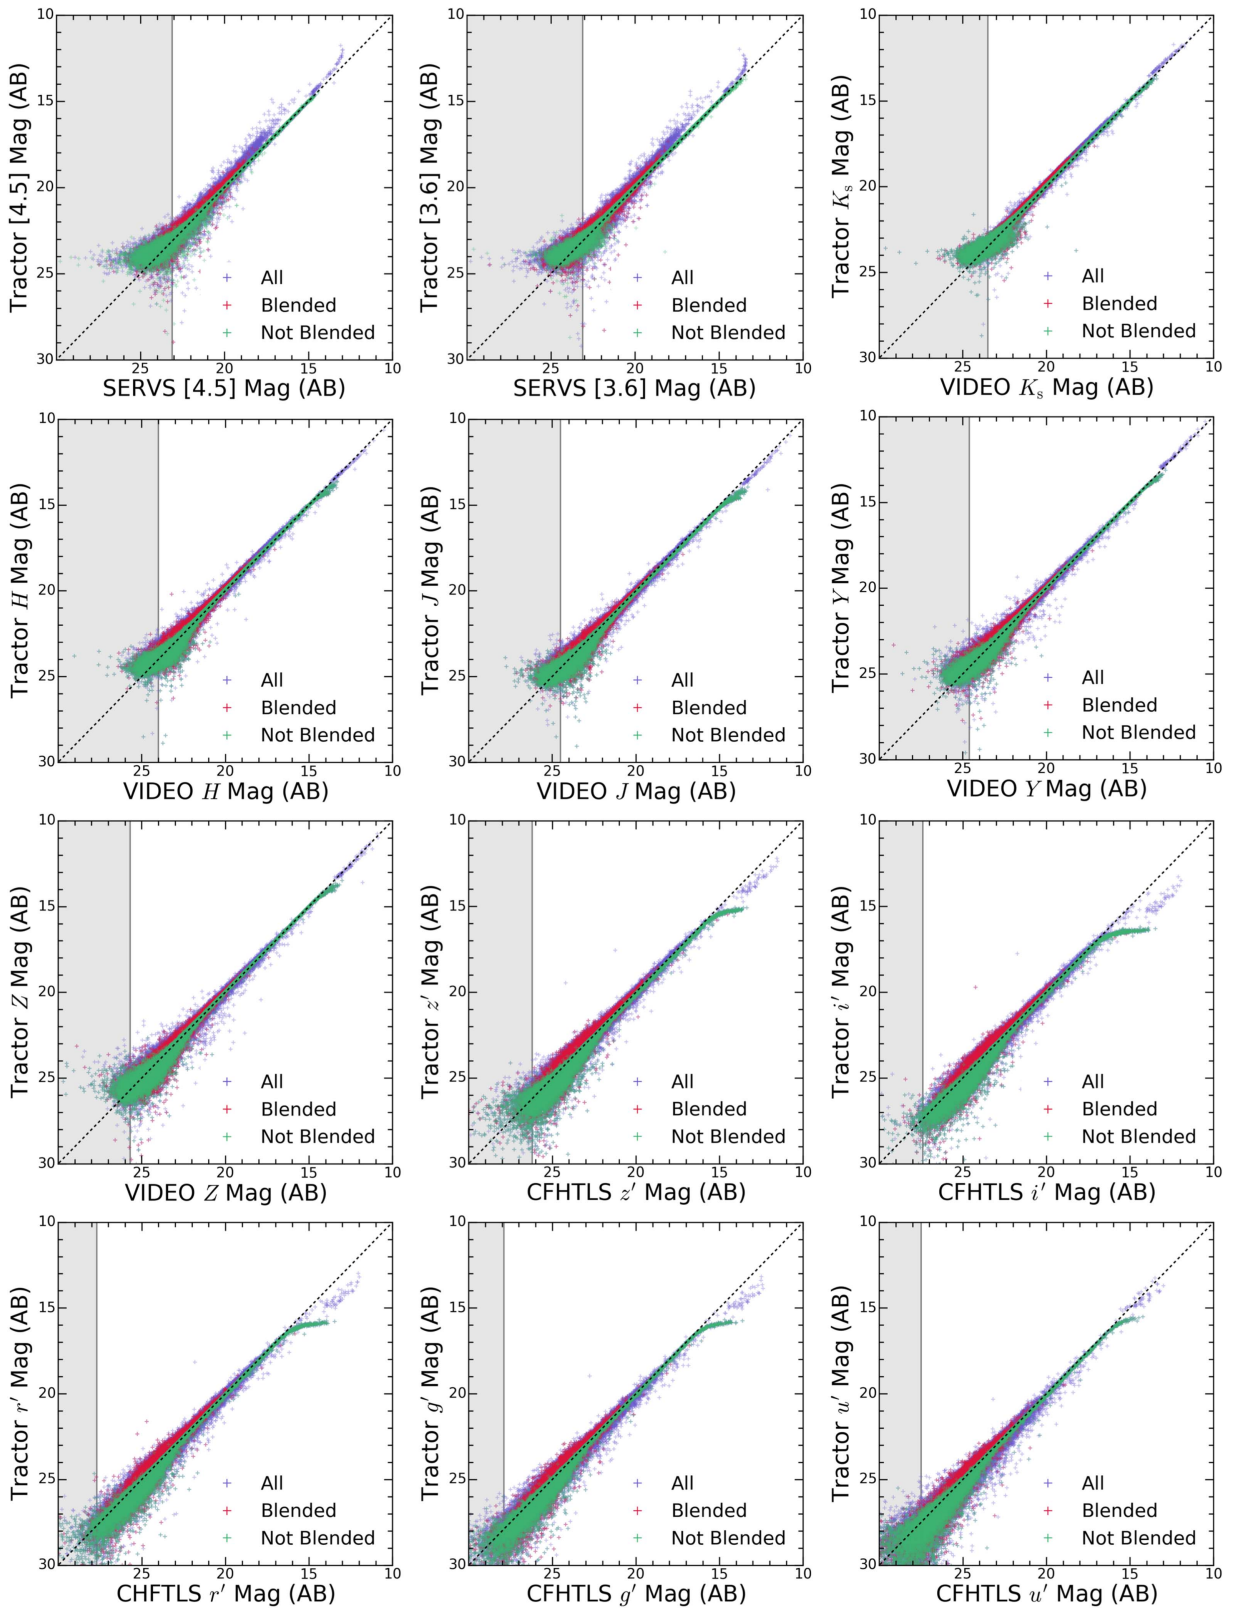 10
15
20
25
30
Tractor [4.5] Mag (AB)
All
Blended
Not Blended
25 20 15 10
SERVS [4.5] Mag (AB)
10
15
20
25
30
Tractor [3.6] Mag (AB)
All
Blended
Not Blended
25 20 15 10
SERVS [3.6] Mag (AB)
10
15
20
25
30
Tractor Ks Mag (AB)
All
Blended
Not Blended
25 20 15 10
VIDEO Ks Mag (AB)
10
15
20
25
30
Tractor H Mag (AB)
All
Blended
Not Blended
25 20 15 10
VIDEO H Mag (AB)
10
15
20
25
30
Tractor J Mag (AB)
All
Blended
Not Blended
25 20 15 10
VIDEO J Mag (AB)
10
15
20
25
30
Tractor Y Mag (AB)
All
Blended
Not Blended
25 20 15 10
VIDEO Y Mag (AB)
10
15
20
25
30
Tractor Z Mag (AB)
All
Blended
Not Blended
25 20 15 10
VIDEO Z Mag (AB)
10
15
20
25
30
Tractor z′ Mag (AB)
All
Blended
Not Blended
25 20 15 10
CFHTLS z′ Mag (AB)
10
15
20
25
30
Tractor i′ Mag (AB)
All
Blended
Not Blended
25 20 15 10
CFHTLS i′ Mag (AB)
10
15
20
25
30
Tractor r′ Mag (AB)
All
Blended
Not Blended
25 20 15 10
CHFTLS r′ Mag (AB)
10
15
20
25
30
Tractor g′ Mag (AB)
All
Blended
Not Blended
25 20 15 10
CFHTLS g′ Mag (AB)
10
15
20
25
30
Tractor u′ Mag (AB)
All
Blended
Not Blended
25 20 15 10
CFHTLS u′ Mag (AB)